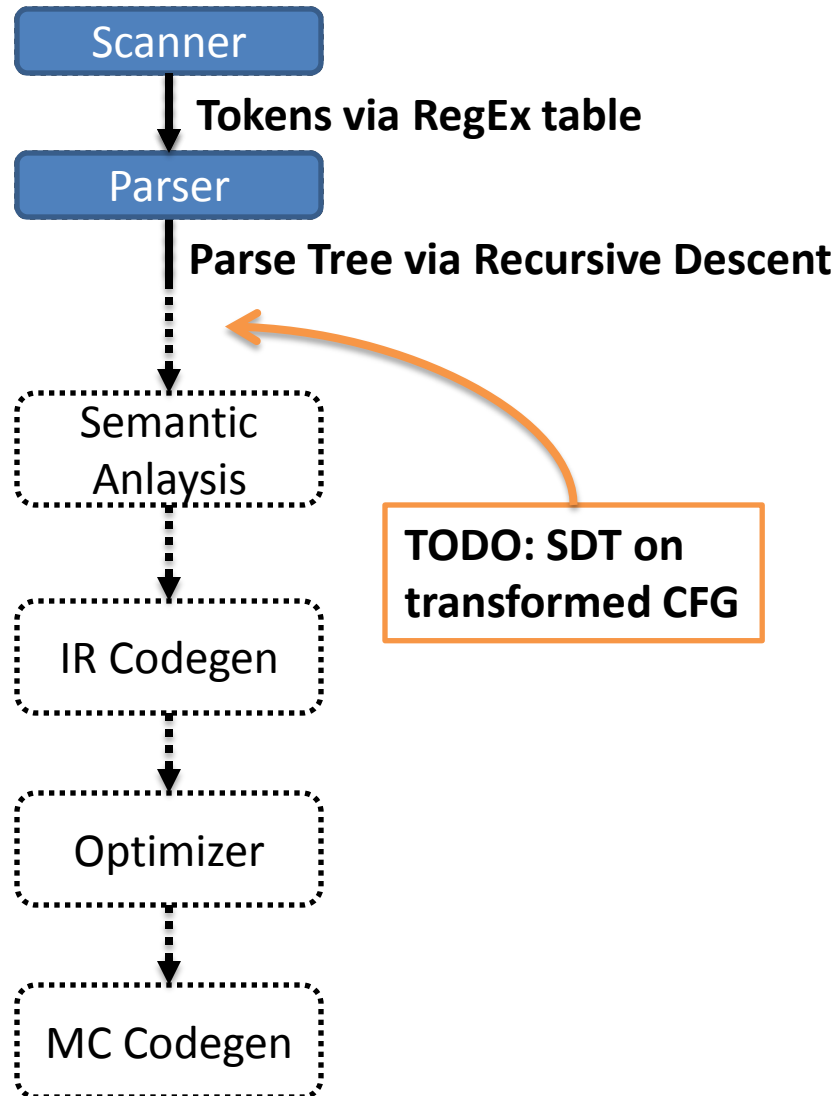 Scanner
Tokens via RegEx table
Parser
Parse Tree via Recursive Descent
Semantic
Anlaysis
TODO: SDT on
transformed CFG
IR Codegen
Optimizer
MC Codegen